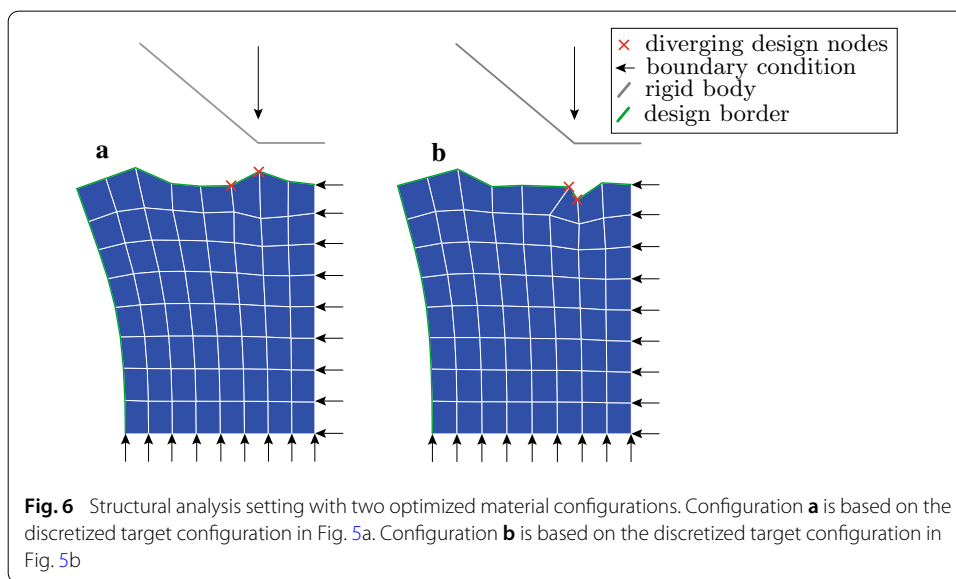 diverging design nodes
boundary condition
rigid body
design border
a
b
Fig. 6 Structural analysis setting with two optimized material configurations. Configuration a is based on the
discretized target configuration in Fig. 5a. Configuration b is based on the discretized target configuration in
Fig. 5b